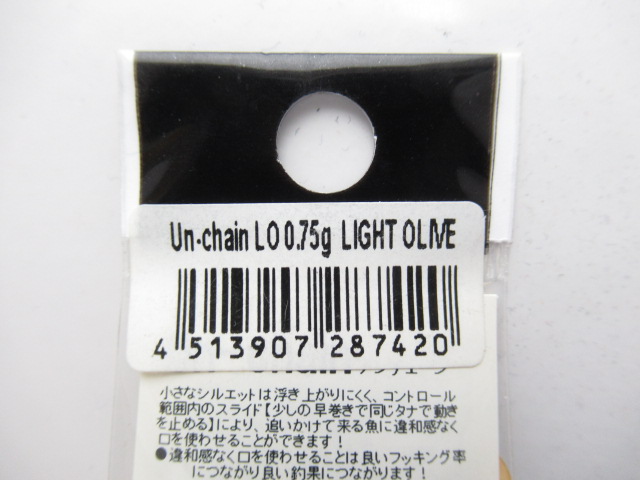 Un-chain LO 0.75g LIGHT OLIVE
4 513907 287420
小さなシルエットは浮き上がりにくく、コントロール
範囲内のスライド【少しの早巻きで同じタナで動き
を止める】により、追いかけて来る魚に違和感なく
口を使わせることができます！
●違和感なく口を使わせることは良いフッキング率
につながり良い釣果につながります！